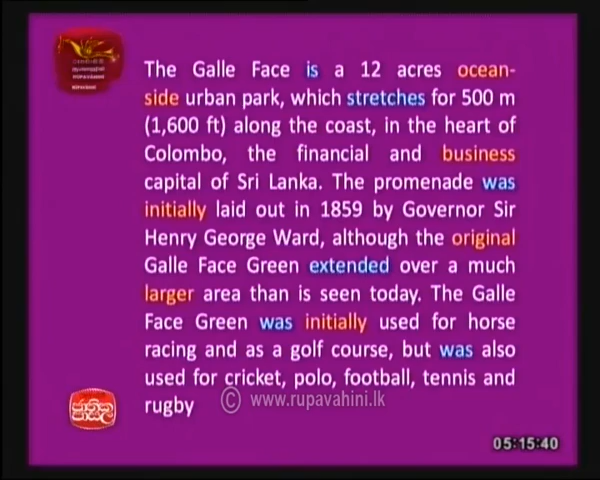 The Galle Face is a 12 acres ocean-
side urban park, which stretches for 500 m
(1,600 ft) along the coast, in the heart of
Colombo, the financial and business
capital of Sri Lanka. The promenade was
initially laid out in 1859 by Governor Sir
Henry George Ward, although the original
Galle Face Green extended over a much
larger area than is seen today. The Galle
Face Green was initially used for horse
racing and as a golf course, but was also
used for cricket, polo, football, tennis and
rugby
© www.rupavahini.lk
05:15:40